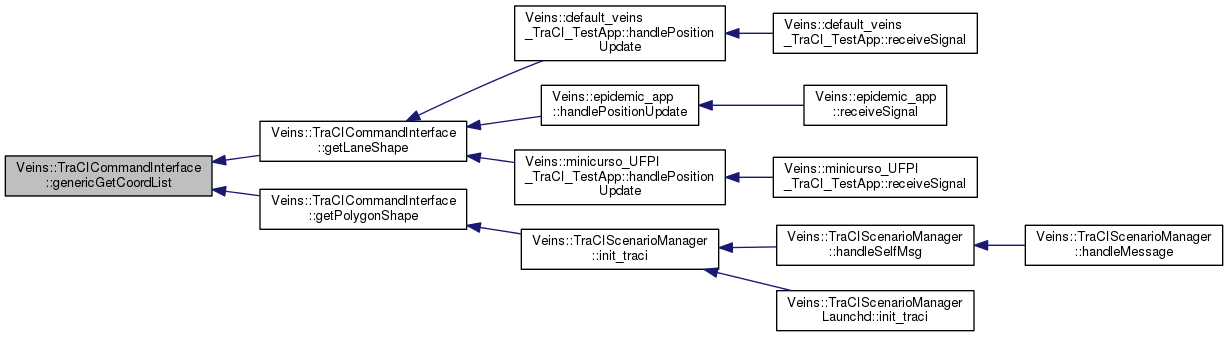 Veins::TraCICommandInterface
::genericGetCoordList
Veins::TraCICommandInterface
::getLaneShape
Veins::TraCICommandInterface
::getPolygonShape
Veins::default_veins
_TraCI_TestApp::handlePosition
Update
Veins::epidemic_app
::handlePositionUpdate
Veins::minicurso_UFPI
_TraCI_TestApp::handlePosition
Update
Veins::TraCIScenarioManager
::init_traci
Veins::default_veins
_TraCI_TestApp::receiveSignal
Veins::epidemic_app
::receiveSignal
Veins::minicurso_UFPI
_TraCI_TestApp::receiveSignal
Veins::TraCIScenarioManager
::handleSelfMsg
Veins::TraCIScenarioManager
Launchd::init_traci
Veins::TraCIScenarioManager
::handleMessage